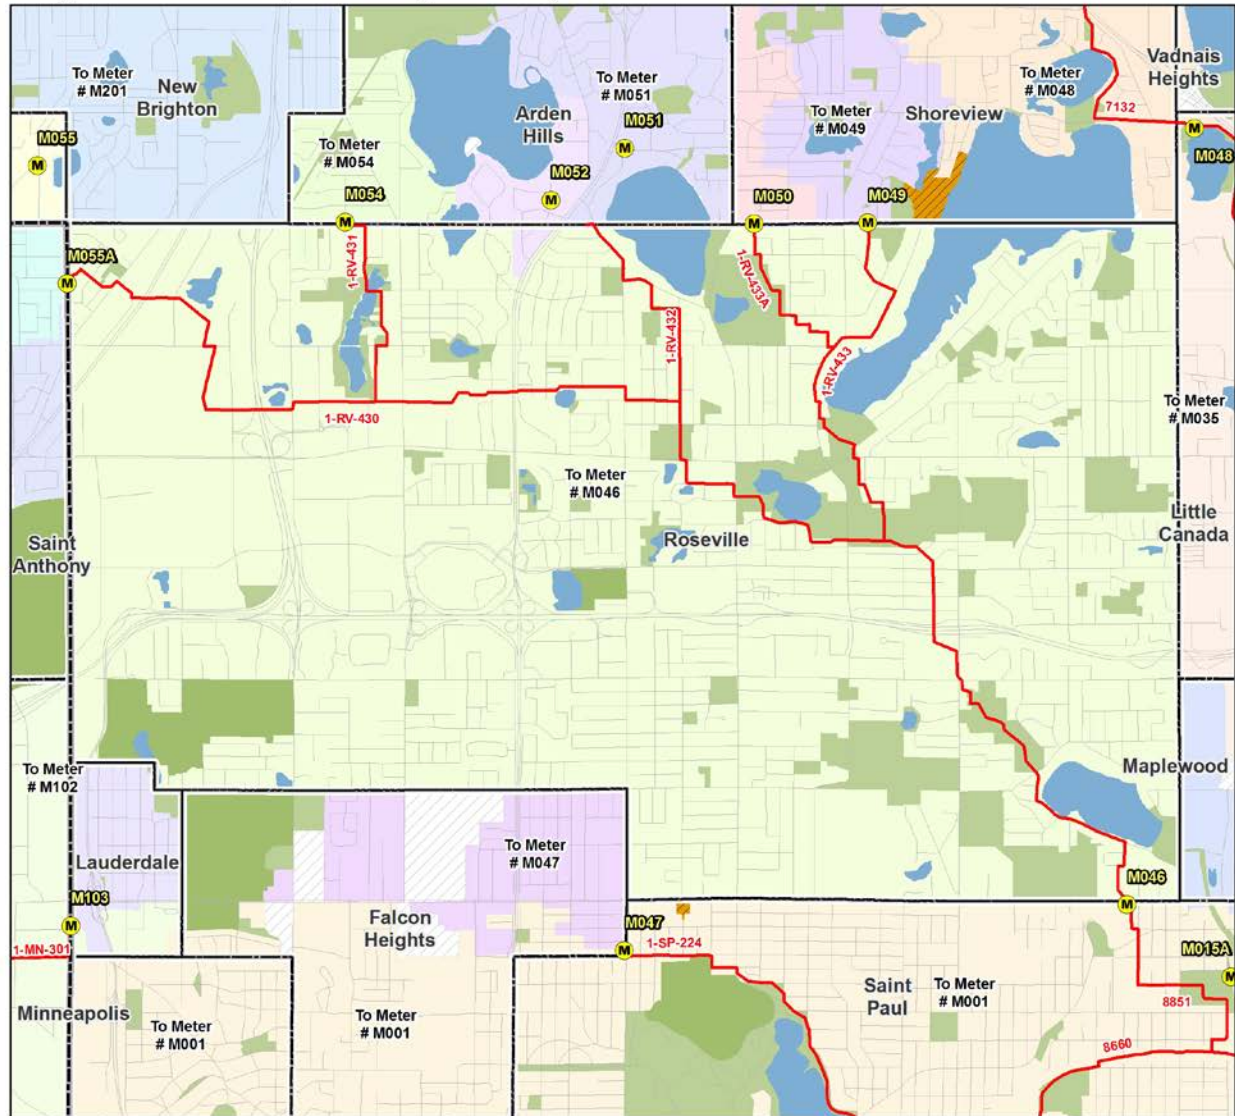 To Meter
# M201
New
Brighton
To Meter
# M051
Arden
Hills
To Meter
# M048
Vadnais
Heights
7132
To Meter
# M049
Shoreview
M055
To Meter
# M054
M051
M048
M052
M054
M050
M049
M055A
1-RV-431
1-RV-433A
1-RV-432
1-RV-433
1-RV-430
To Meter
# M035
To Meter
# M046
Roseville
Little
Canada
Saint
Anthony
Maplewood
To Meter
# M102
Lauderdale
To Meter
# M047
M046
M103
Falcon
Heights
M047
1-SP-224
1-MN-301
M015A
Saint
Paul
To Meter
# M001
8851
Minneapolis
To Meter
# M001
To Meter
# M001
8660
M
M
M
M
M
M
M
M
M
M
M
M